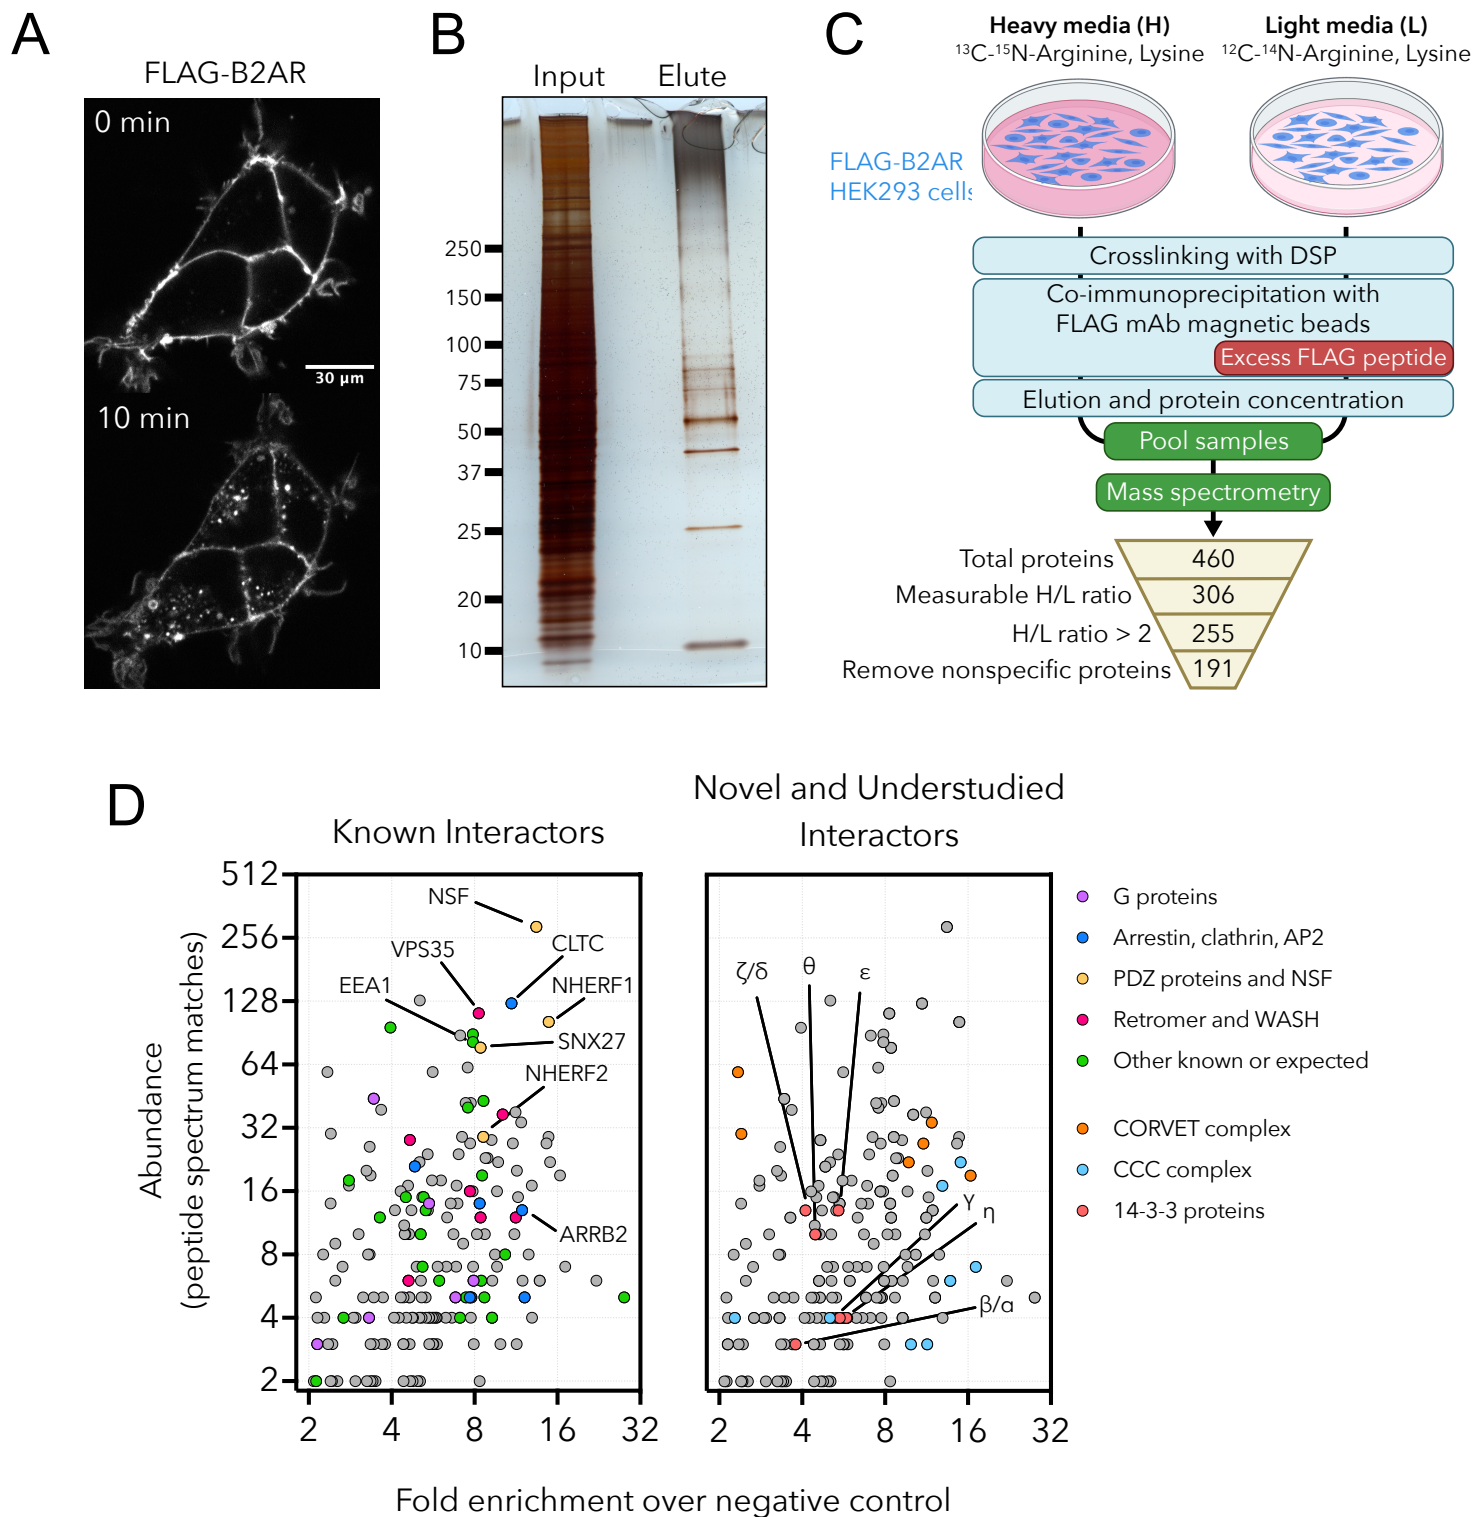 A
FLAG-B2AR
0 min
30 µm
10 min
B
Input
Elute
250
150
100
75
50
37
25
20
10
C
Heavy media (H)
¹³C-¹⁵N-Arginine, Lysine
Light media (L)
¹²C-¹⁴N-Arginine, Lysine
FLAG-B2AR
HEK293 cells
Crosslinking with DSP
Co-immunoprecipitation with
FLAG mAb magnetic beads
Excess FLAG peptide
Elution and protein concentration
Pool samples
Mass spectrometry
Total proteins 460
Measurable H/L ratio 306
H/L ratio > 2 255
Remove nonspecific proteins 191
D
Known Interactors
Novel and Understudied
Interactors
Abundance
(peptide spectrum matches)
512
256
128
64
32
16
8
4
2
NSF
VPS35
CLTC
EEA1
NHERF1
SNX27
NHERF2
ARRB2
2 4 8 16 32
ζ/δ
θ
ε
γ
η
β/α
2 4 8 16 32
Fold enrichment over negative control
G proteins
Arrestin, clathrin, AP2
PDZ proteins and NSF
Retromer and WASH
Other known or expected
CORVET complex
CCC complex
14-3-3 proteins